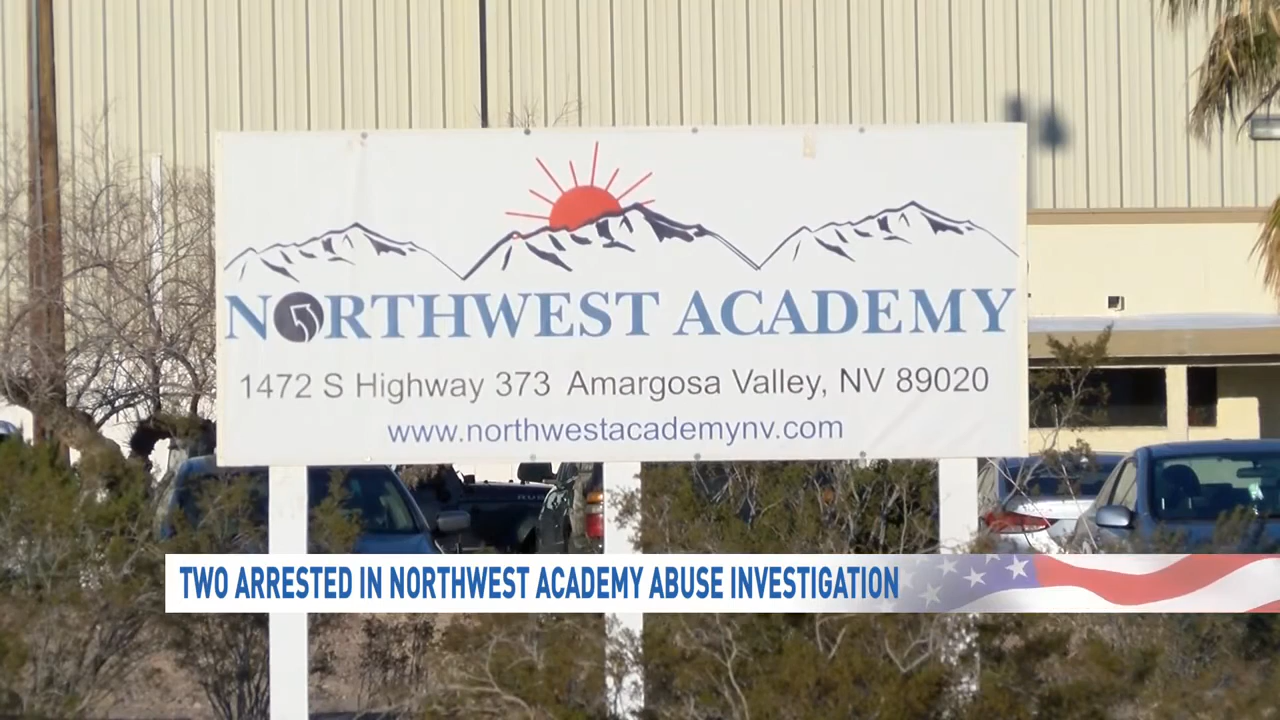 NORTHWEST ACADEMY
1472 S Highway 373 Amargosa Valley, NV 89020
www.northwestacademynv.com
TWO ARRESTED IN NORTHWEST ACADEMY ABUSE INVESTIGATION